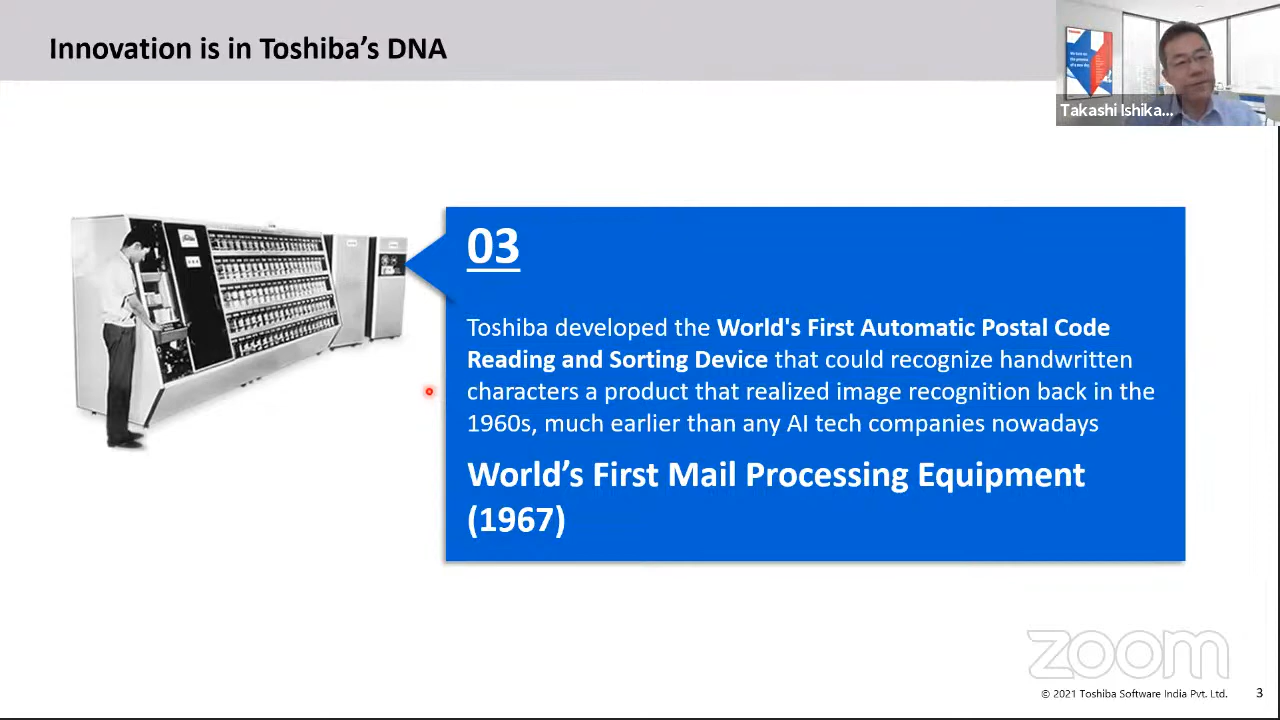 Innovation is in Toshiba's DNA
Takashi Ishika...
03
Toshiba developed the World's First Automatic Postal Code
Reading and Sorting Device that could recognize handwritten
characters a product that realized image recognition back in the
1960s, much earlier than any AI tech companies nowadays
World's First Mail Processing Equipment
(1967)
zoom
© 2021 Toshiba Software India Pvt. Ltd.
3